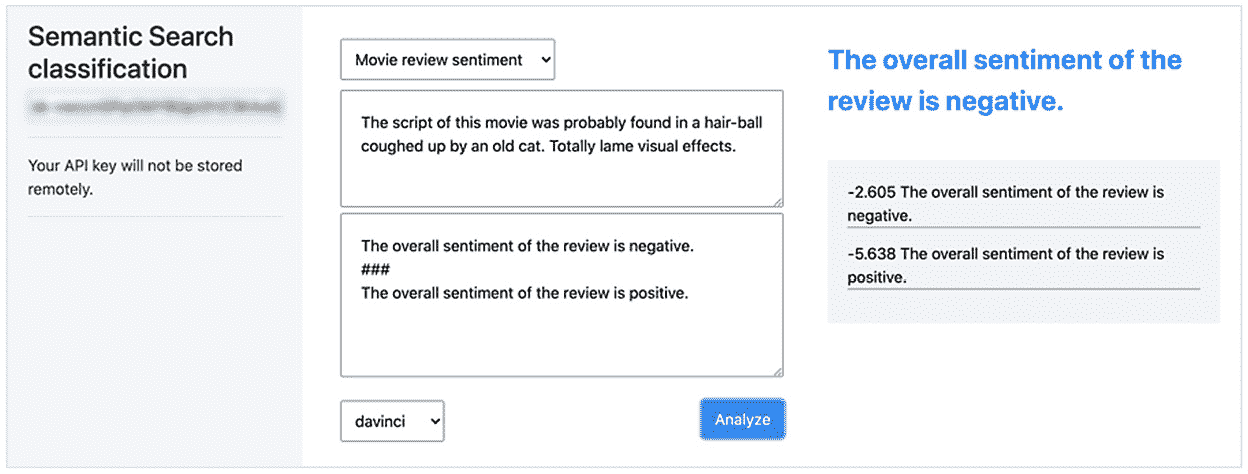 Semantic Search
classification
Your API key will not be stored
remotely.
Movie review sentiment
The script of this movie was probably found in a hair-ball
coughed up by an old cat. Totally lame visual effects.
The overall sentiment of the review is negative.
###
The overall sentiment of the review is positive.
davinci
Analyze
The overall sentiment of the
review is negative.
-2.605 The overall sentiment of the review is
negative.
-5.638 The overall sentiment of the review is
positive.